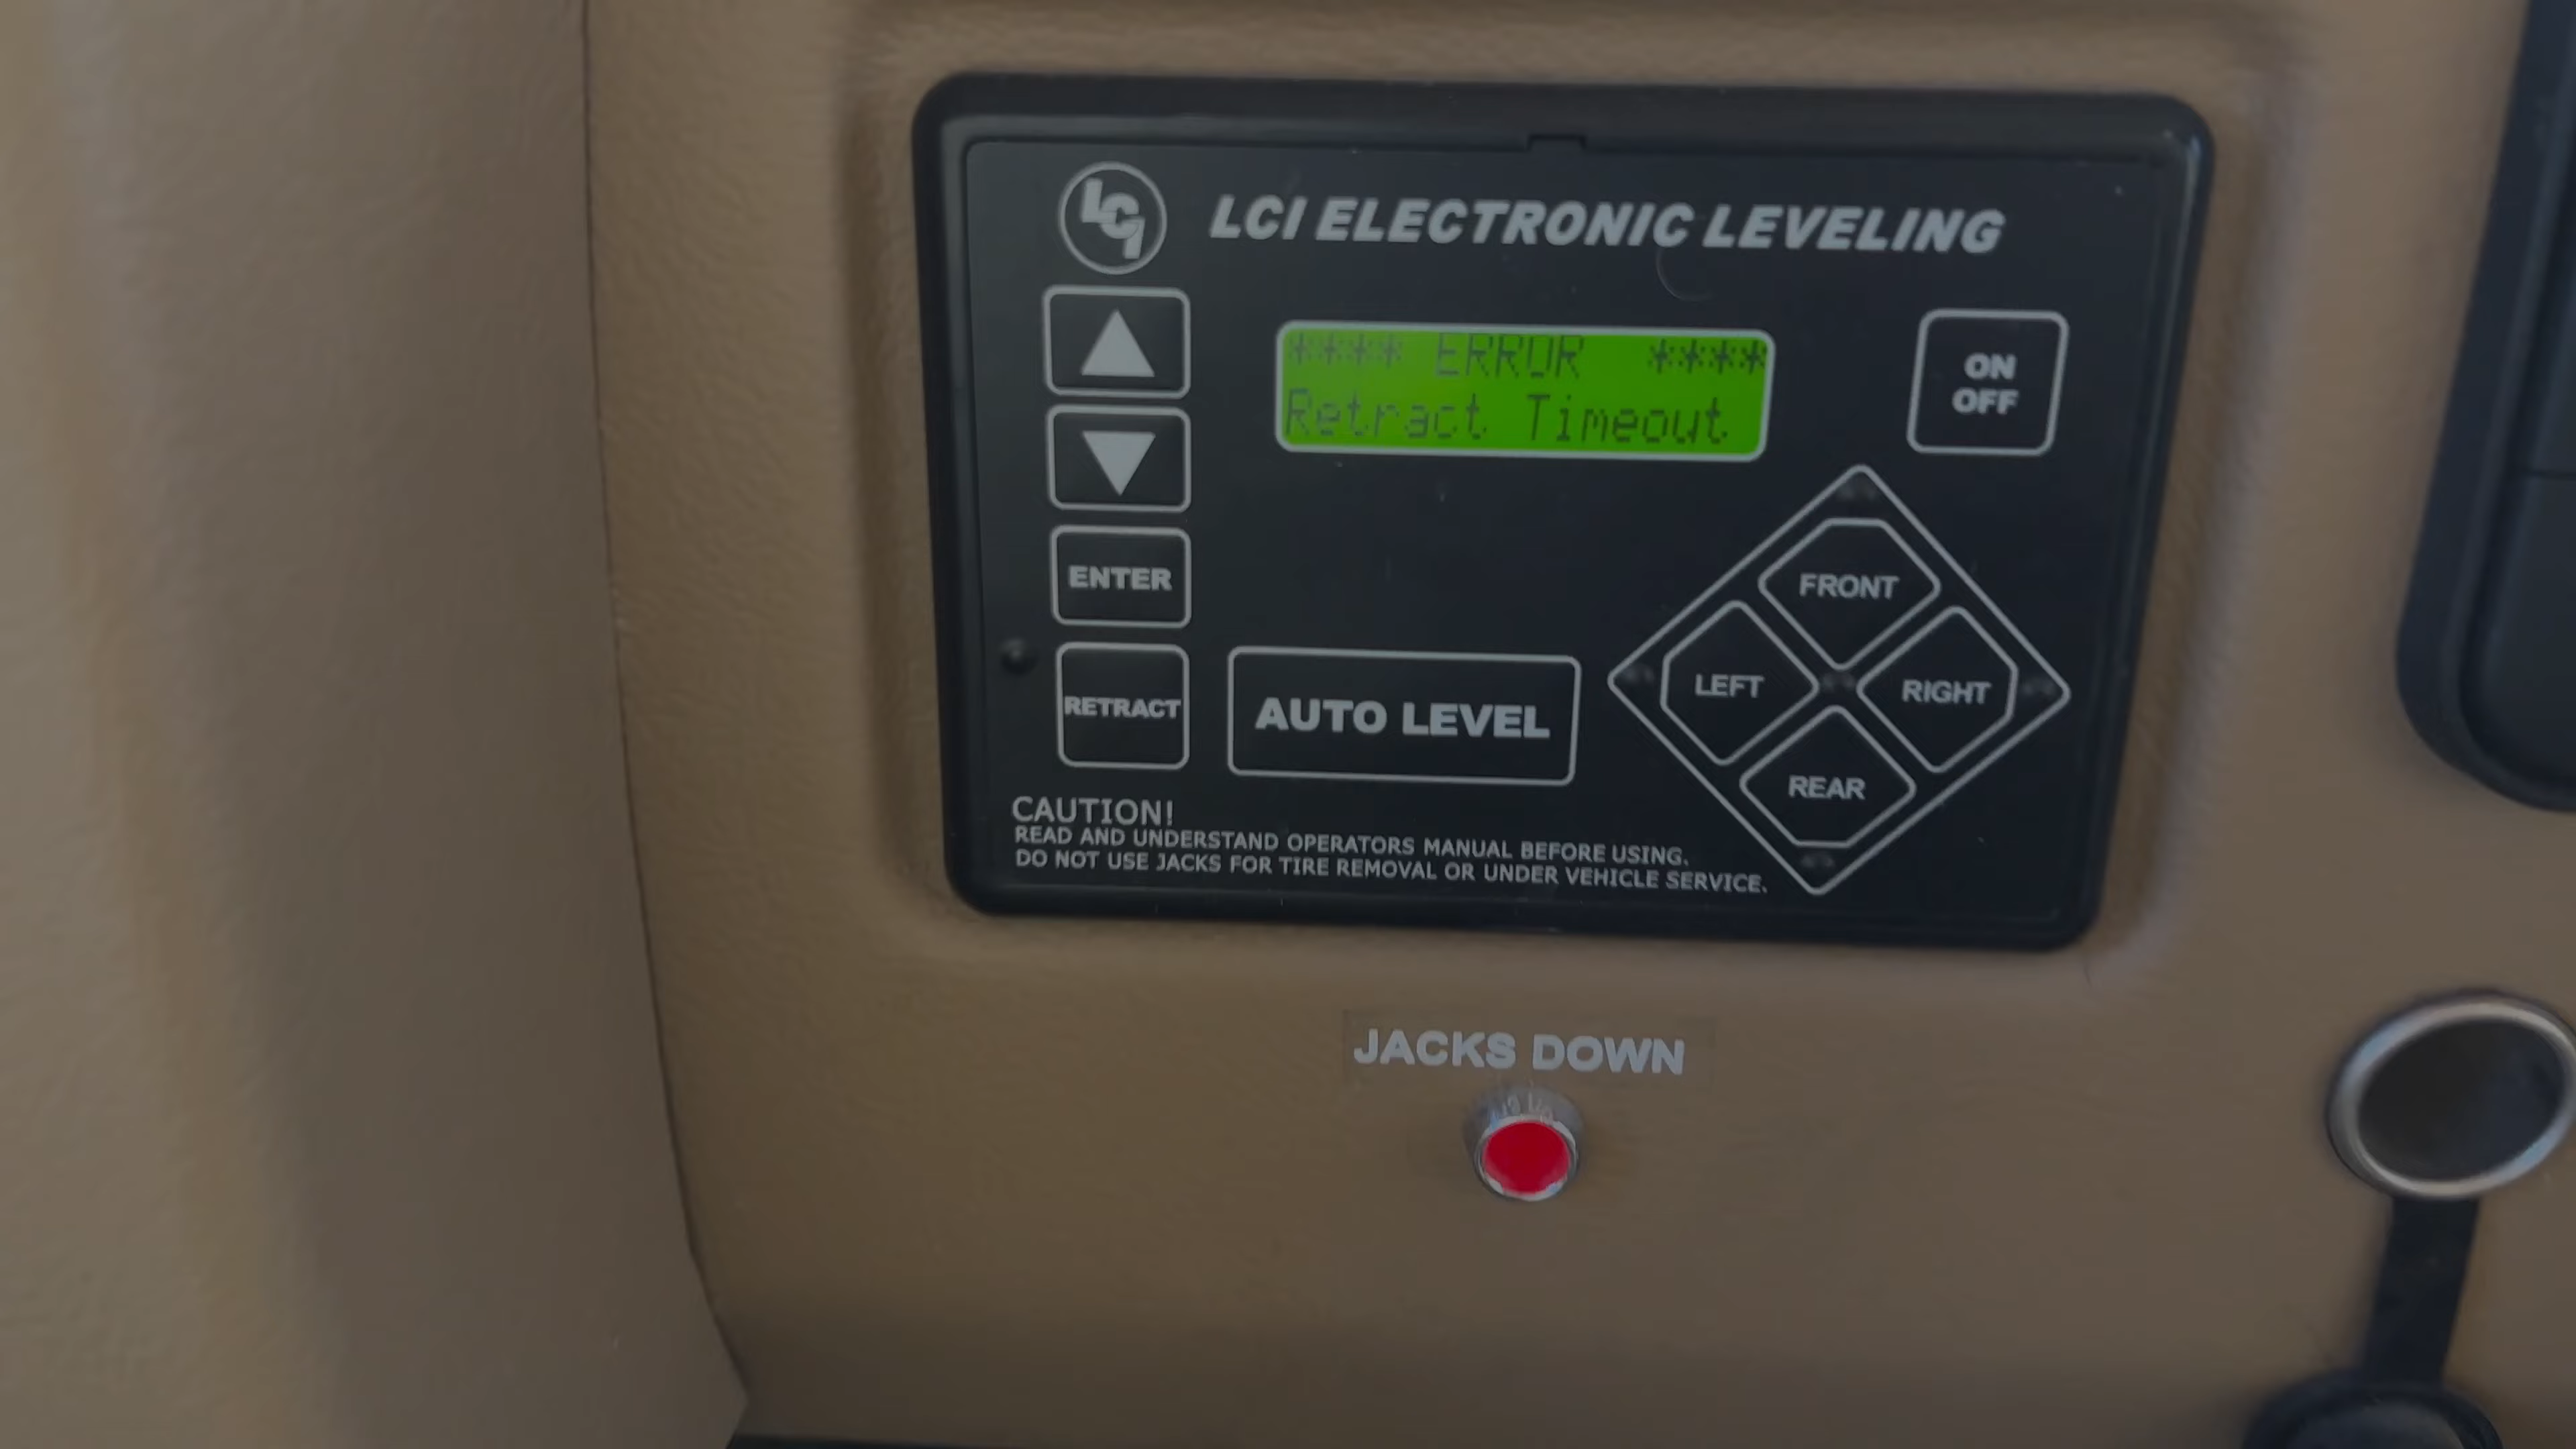 LCI LCI ELECTRONIC LEVELING
**** ERROR ****
Retract Timeout
ON
OFF
ENTER
RETRACT
AUTO LEVEL
FRONT
LEFT
RIGHT
REAR
CAUTION!
READ AND UNDERSTAND OPERATORS MANUAL BEFORE USING.
DO NOT USE JACKS FOR TIRE REMOVAL OR UNDER VEHICLE SERVICE.
JACKS DOWN